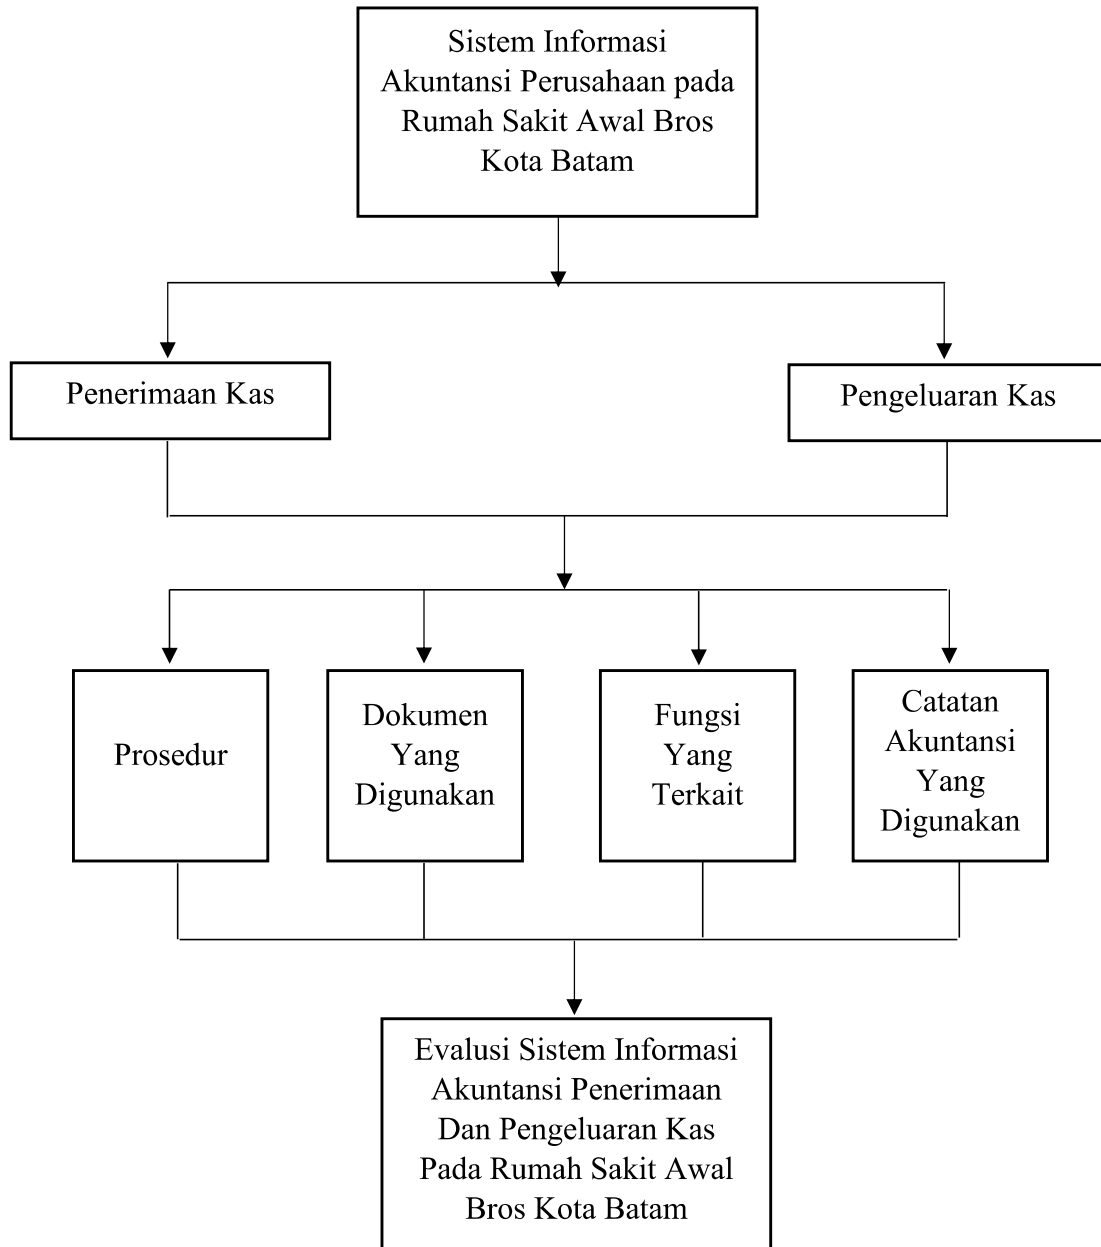 Sistem Informasi
Akuntansi Perusahaan pada
Rumah Sakit Awal Bros
Kota Batam
Penerimaan Kas
Pengeluaran Kas
Prosedur
Dokumen
Yang
Digunakan
Fungsi
Yang
Terkait
Catatan
Akuntansi
Yang
Digunakan
Evalusi Sistem Informasi
Akuntansi Penerimaan
Dan Pengeluaran Kas
Pada Rumah Sakit Awal
Bros Kota Batam